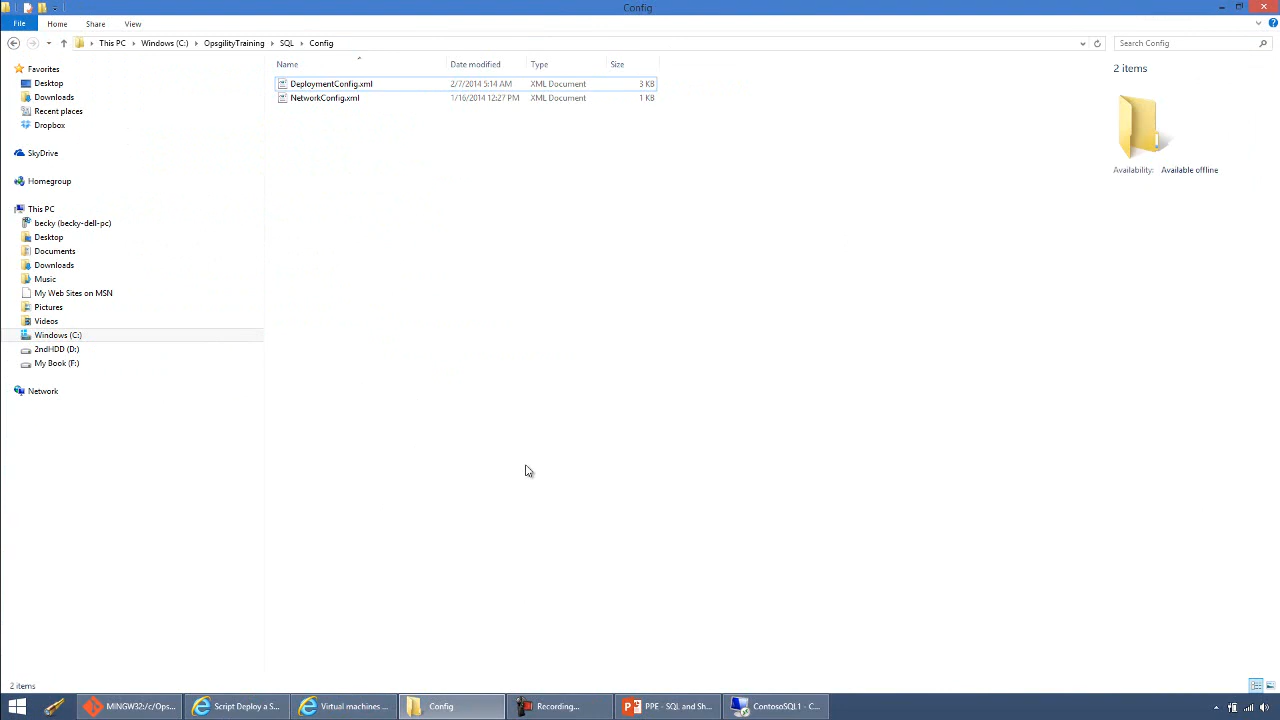 Config
File Home Share View
This PC Windows (C:) OpsgilityTraining SQL Config Search Config
Favorites
Desktop
Downloads
Recent places
Dropbox
SkyDrive
Homegroup
This PC
becky (becky-dell-pc)
Desktop
Documents
Downloads
Music
My Web Sites on MSN
Pictures
Videos
Windows (C:)
2ndHDD (D:)
My Book (F:)
Network
Name Date modified Type Size
DeploymentConfig.xml 2/7/2014 5:14 AM XML Document 3 KB
NetworkConfig.xml 1/16/2014 12:27 PM XML Document 1 KB
2 items
Availability: Available offline
2 items
MINGW32:/c/Ops... Script Deploy a S... Virtual machines ... Config Recording... PPE - SQL and Sh... ContosoSQL1 - C...